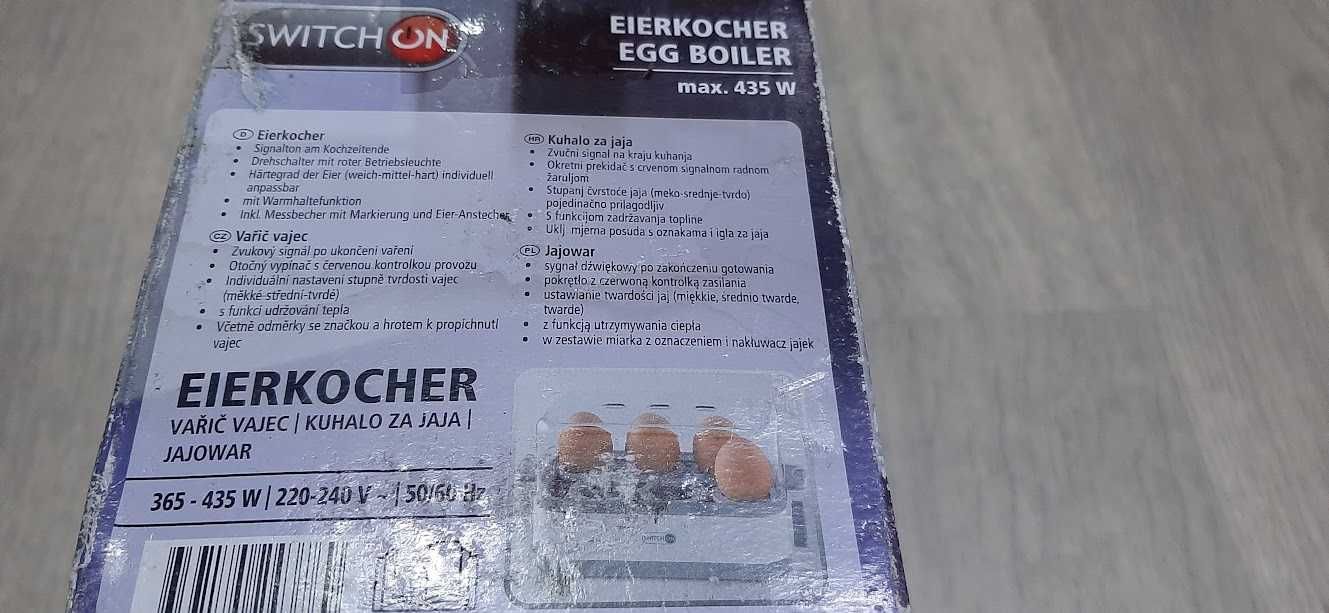 SWITCH ON
EIERKOCHER
EGG BOILER
max. 435 W
D Eierkocher
• Signalton am Kochzeitende
• Drehschalter mit roter Betriebsleuchte
• Härtegrad der Eier (weich-mittel-hart) individuell
anpassbar
• mit Warmhaltefunktion
• Inkl. Messbecher mit Markierung und Eier-Anstecher
CZ Vařič vajec
• Zvukový signál po ukončení vaření
• Otočný vypínač s červenou kontrolkou provozu
• Individuální nastavení stupně tvrdosti vajec
(měkké-střední-tvrdé)
• s funkcí udržování tepla
• Včetně odměrky se značkou a hrotem k propíchnutí
vajec
HR Kuhalo za jaja
• Zvučni signal na kraju kuhanja
• Okretni prekidač s crvenom signalnom radnom
žaruljom
• Stupanj čvrstoće jaja (meko-srednje-tvrdo)
pojedinačno prilagodljiv
• S funkcijom zadržavanja topline
• Uklj. mjerna posuda s oznakama i igla za jaja
PL Jajowar
• sygnał dźwiękowy po zakończeniu gotowania
• pokrętło z czerwoną kontrolką zasilania
• ustawianie twardości jaj (miękkie, średnio twarde,
twarde)
• z funkcją utrzymywania ciepła
• w zestawie miarka z oznaczeniem i nakłuwacz jajek
EIERKOCHER
VAŘIČ VAJEC | KUHALO ZA JAJA |
JAJOWAR
365 - 435 W | 220-240 V ~ | 50/60 Hz
SWITCH ON